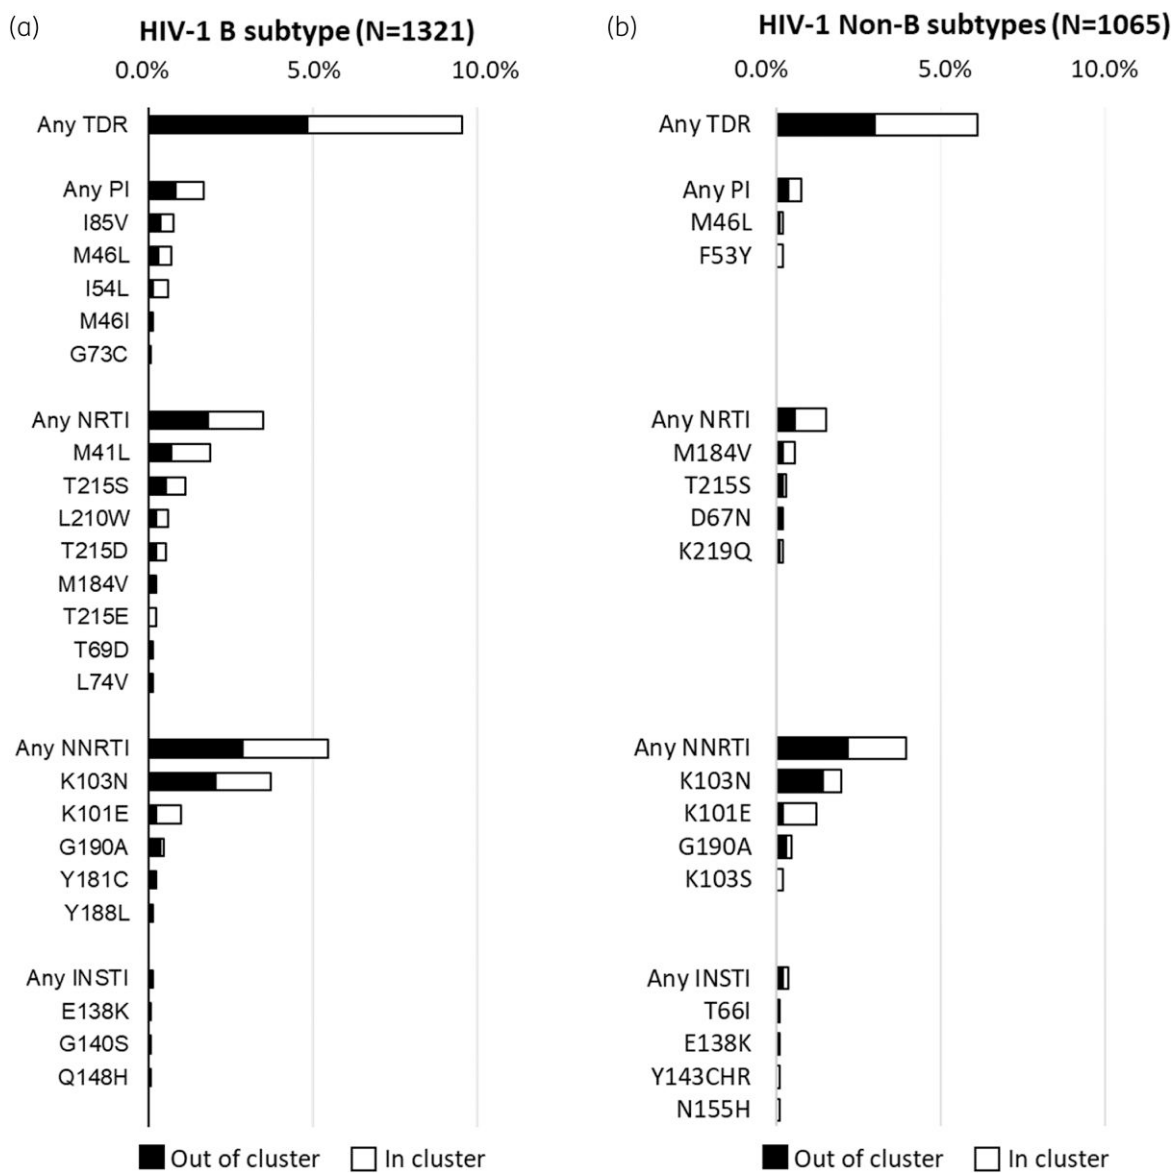 (a)
HIV-1 B subtype (N=1321)
0.0% 5.0% 10.0%
Any TDR
Any PI
I85V
M46L
I54L
M46I
G73C
Any NRTI
M41L
T215S
L210W
T215D
M184V
T215E
T69D
L74V
Any NNRTI
K103N
K101E
G190A
Y181C
Y188L
Any INSTI
E138K
G140S
Q148H
Out of cluster In cluster
(b)
HIV-1 Non-B subtypes (N=1065)
0.0% 5.0% 10.0%
Any TDR
Any PI
M46L
F53Y
Any NRTI
M184V
T215S
D67N
K219Q
Any NNRTI
K103N
K101E
G190A
K103S
Any INSTI
T66I
E138K
Y143CHR
N155H
Out of cluster In cluster